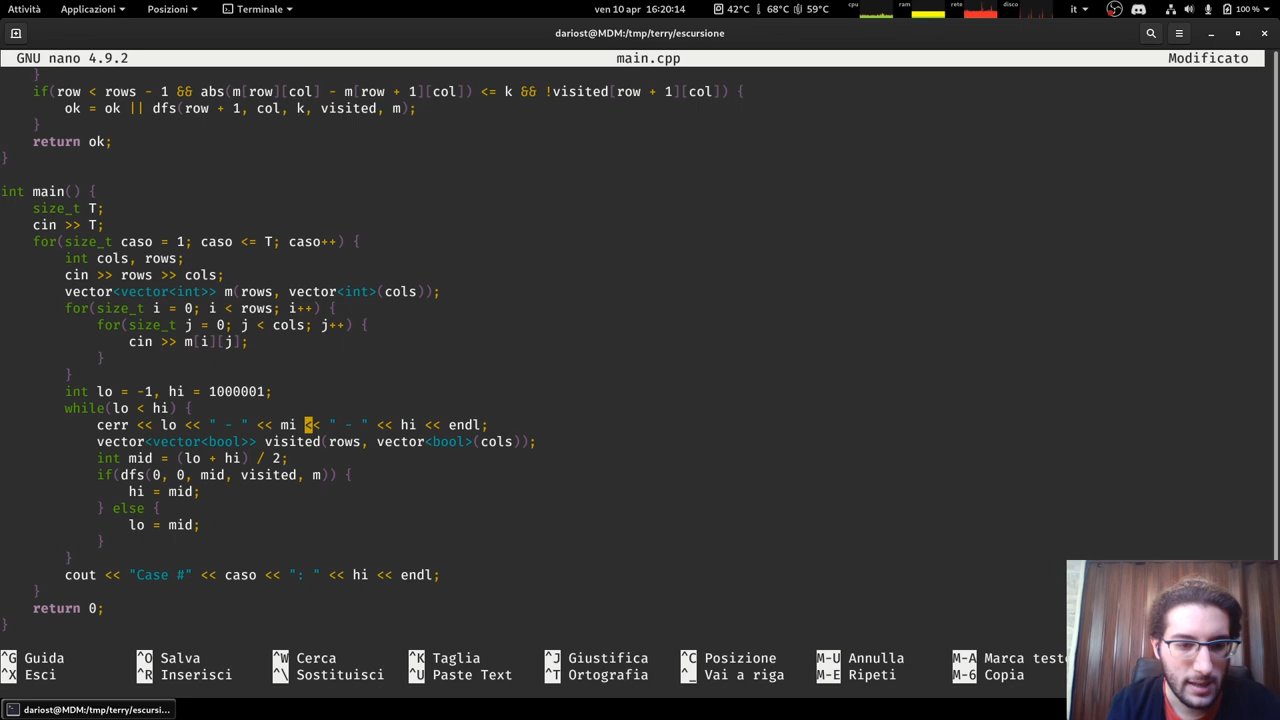 Attività Applicazioni Posizioni Terminale ven 10 apr 16:20:14 42°C 68°C 59°C cpu ram rete disco it 100 %
dariost@MDM:/tmp/terry/escursione
GNU nano 4.9.2 main.cpp Modificato
}
if(row < rows - 1 && abs(m[row][col] - m[row + 1][col]) <= k && !visited[row + 1][col]) {
ok = ok || dfs(row + 1, col, k, visited, m);
}
return ok;
}
int main() {
size_t T;
cin >> T;
for(size_t caso = 1; caso <= T; caso++) {
int cols, rows;
cin >> rows >> cols;
vector<vector<int>> m(rows, vector<int>(cols));
for(size_t i = 0; i < rows; i++) {
for(size_t j = 0; j < cols; j++) {
cin >> m[i][j];
}
}
int lo = -1, hi = 1000001;
while(lo < hi) {
cerr << lo << " - " << mi << " - " << hi << endl;
vector<vector<bool>> visited(rows, vector<bool>(cols));
int mid = (lo + hi) / 2;
if(dfs(0, 0, mid, visited, m)) {
hi = mid;
} else {
lo = mid;
}
}
cout << "Case #" << caso << ": " << hi << endl;
}
return 0;
}
^G Guida ^O Salva ^W Cerca ^K Taglia ^J Giustifica ^C Posizione M-U Annulla M-A Marca testo
^X Esci ^R Inserisci ^\ Sostituisci ^U Paste Text ^T Ortografia ^_ Vai a riga M-E Ripeti M-6 Copia
dariost@MDM:/tmp/terry/escursi...